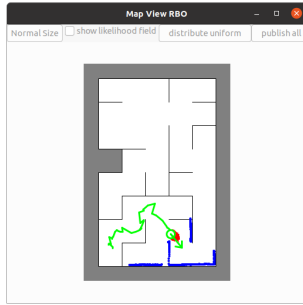 Map View RBO
Normal Size
show likelihood field
distribute uniform
publish all